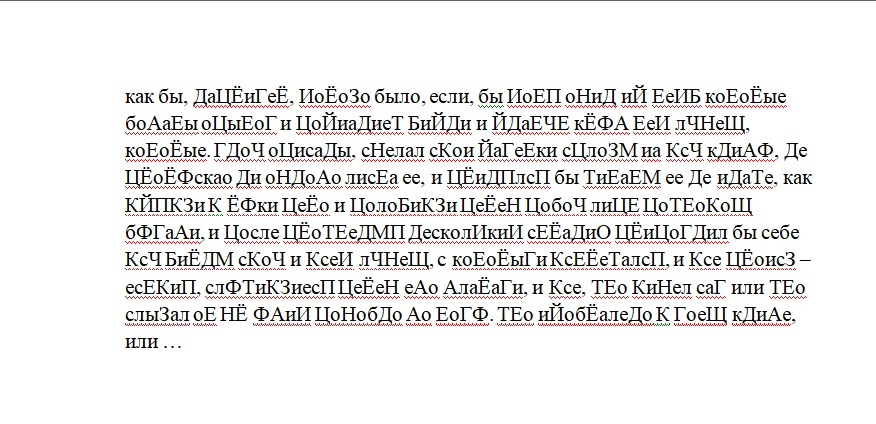 как бы, ДаЦЁиГеЁ, ИоЁоЗо было, если, бы ИоЕП оНиД иЙ ЕеИБ коЕоЁые
боАаЕы оЦыЕоГ и ЦоЙиаДиеТ БиЙДи и ЙДаЕЧЕ кЁФА ЕеИ лЧНеЩ,
коЕоЁые. ГДоЧ оЦисаДы, сНелал сКои ЙаГеЕки сЦлоЗМ иа КсЧ кДиАФ, Де
ЦЁоЁФскао Ди оНДоАо лисЕа ее, и ЦЁиДПлсП бы ТиЕаЕМ ее Де иДаТе, как
КЙПКЗи К ЁФки ЦеЁо и ЦолоБиКЗи ЦеЁеН ЦобоЧ лиЦЕ ЦоТЕоКоЩ
бФГаАи, и Цосле ЦЁоТЕеДМП ДесколИкиИ сЕЁаДиО ЦЁиЦоГДил бы себе
КсЧ БиЁДМ сКоЧ и КсеИ лЧНеЩ, с коЕоЁыГи КсЕЁеТалсП, и Ксе ЦЁоисЗ –
есЕКиП, слФТиКЗиесП ЦеЁеН еАо АлаЁаГи, и Ксе, ТЕо КиНел саГ или ТЕо
слыЗал оЕ НЁ ФАиИ ЦоНобДо Ао ЕоГФ. ТЕо иЙобЁалеДо К ГоеЩ кДиАе,
или …